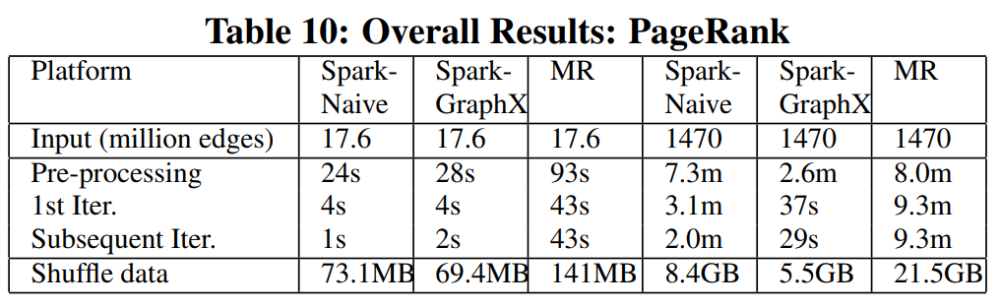 Table 10: Overall Results: PageRank
Platform Spark- Spark- MR Spark- Spark- MR
Naive GraphX Naive GraphX
Input (million edges) 17.6 17.6 17.6 1470 1470 1470
Pre-processing 24s 28s 93s 7.3m 2.6m 8.0m
1st Iter. 4s 4s 43s 3.1m 37s 9.3m
Subsequent Iter. 1s 2s 43s 2.0m 29s 9.3m
Shuffle data 73.1MB 69.4MB 141MB 8.4GB 5.5GB 21.5GB